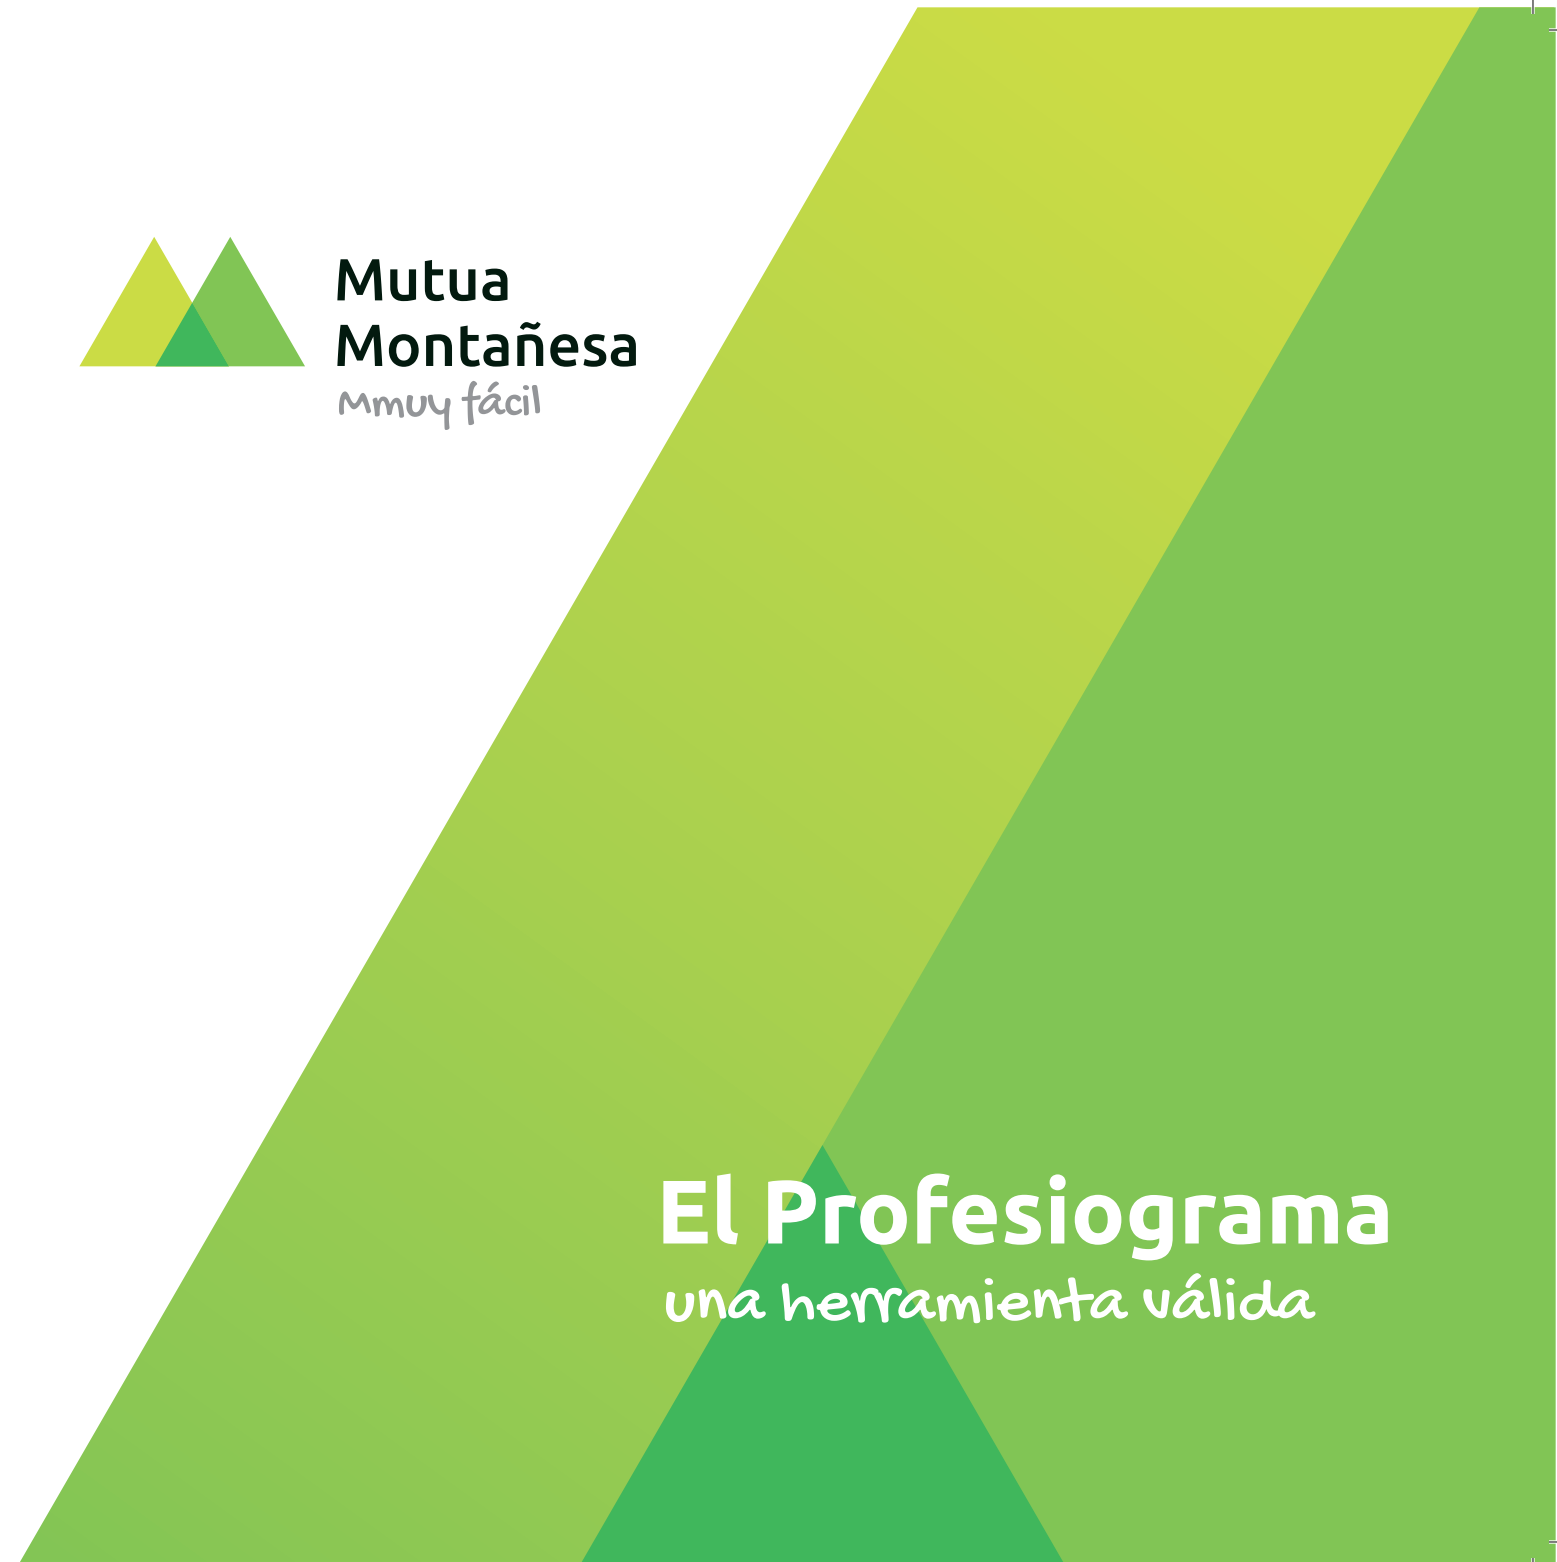 Mutua
Montañesa
Mmuy fácil
El Profesiograma
una herramienta válida